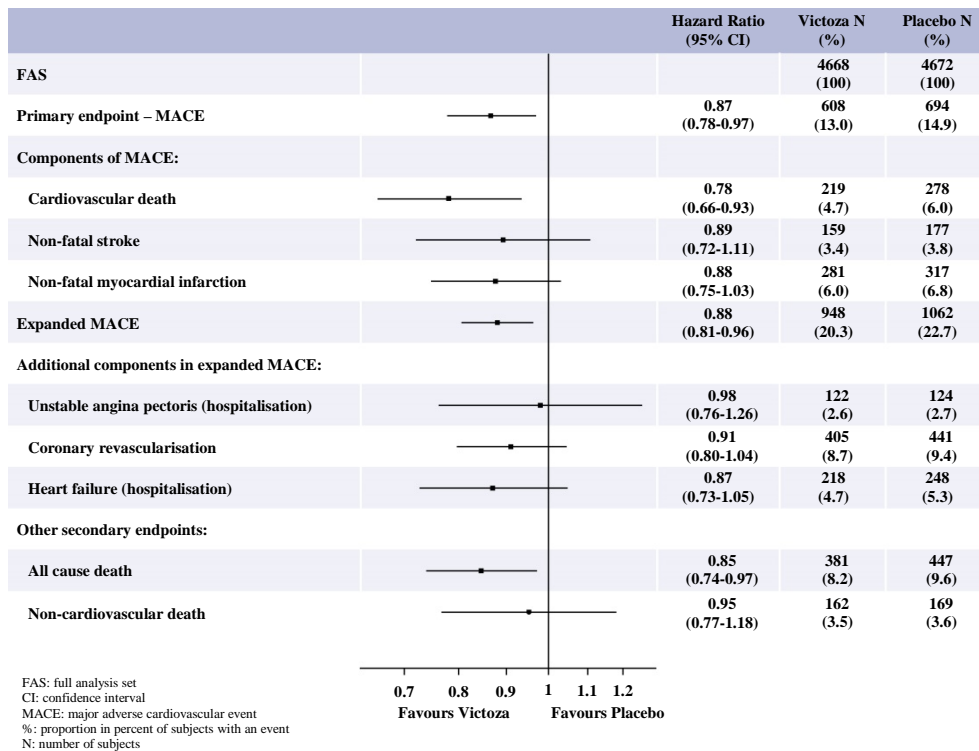 Hazard Ratio Victoza N Placebo N
(95% CI) (%) (%)
FAS 4668 4672
(100) (100)
Primary endpoint – MACE 0.87 608 694
(0.78-0.97) (13.0) (14.9)
Components of MACE:
Cardiovascular death 0.78 219 278
(0.66-0.93) (4.7) (6.0)
Non-fatal stroke 0.89 159 177
(0.72-1.11) (3.4) (3.8)
Non-fatal myocardial infarction 0.88 281 317
(0.75-1.03) (6.0) (6.8)
Expanded MACE 0.88 948 1062
(0.81-0.96) (20.3) (22.7)
Additional components in expanded MACE:
Unstable angina pectoris (hospitalisation) 0.98 122 124
(0.76-1.26) (2.6) (2.7)
Coronary revascularisation 0.91 405 441
(0.80-1.04) (8.7) (9.4)
Heart failure (hospitalisation) 0.87 218 248
(0.73-1.05) (4.7) (5.3)
Other secondary endpoints:
All cause death 0.85 381 447
(0.74-0.97) (8.2) (9.6)
Non-cardiovascular death 0.95 162 169
(0.77-1.18) (3.5) (3.6)
0.7 0.8 0.9 1 1.1 1.2
Favours Victoza Favours Placebo
FAS: full analysis set
CI: confidence interval
MACE: major adverse cardiovascular event
%: proportion in percent of subjects with an event
N: number of subjects